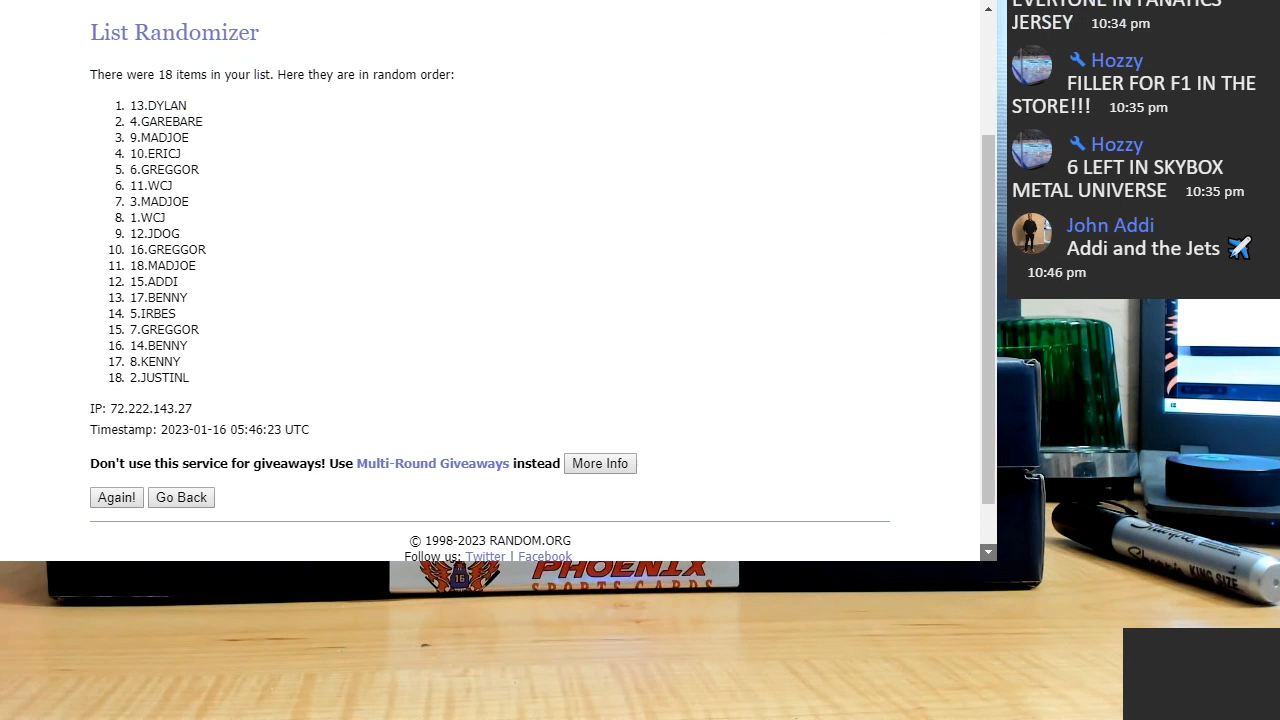 List Randomizer
There were 18 items in your list. Here they are in random order:
1. 13.DYLAN
2. 4.GAREBARE
3. 9.MADJOE
4. 10.ERICJ
5. 6.GREGGOR
6. 11.WCJ
7. 3.MADJOE
8. 1.WCJ
9. 12.JDOG
10. 16.GREGGOR
11. 18.MADJOE
12. 15.ADDI
13. 17.BENNY
14. 5.IRBES
15. 7.GREGGOR
16. 14.BENNY
17. 8.KENNY
18. 2.JUSTINL
IP: 72.222.143.27
Timestamp: 2023-01-16 05:46:23 UTC
Don't use this service for giveaways! Use Multi-Round Giveaways instead More Info
Again! Go Back
© 1998-2023 RANDOM.ORG
Follow us: Twitter | Facebook
EVERYONE IN FANATICS
JERSEY 10:34 pm
Hozzy
FILLER FOR F1 IN THE
STORE!!! 10:35 pm
Hozzy
6 LEFT IN SKYBOX
METAL UNIVERSE 10:35 pm
John Addi
Addi and the Jets
10:46 pm
16
PHOENIX
SPORTS CARDS
Sharpie
KING SIZE